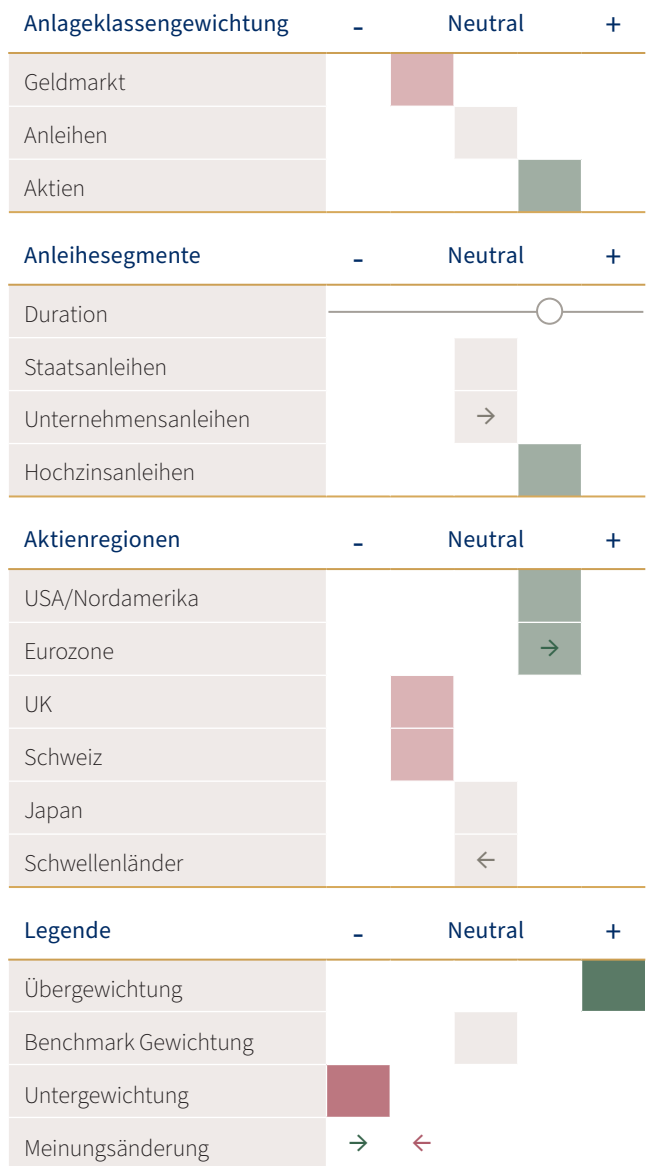 Anlageklassengewichtung - Neutral +
Geldmarkt
Anleihen
Aktien
Anleihesegmente - Neutral +
Duration
Staatsanleihen
Unternehmensanleihen →
Hochzinsanleihen
Aktienregionen - Neutral +
USA/Nordamerika
Eurozone →
UK
Schweiz
Japan
Schwellenländer ←
Legende - Neutral +
Übergewichtung
Benchmark Gewichtung
Untergewichtung
Meinungsänderung → ←